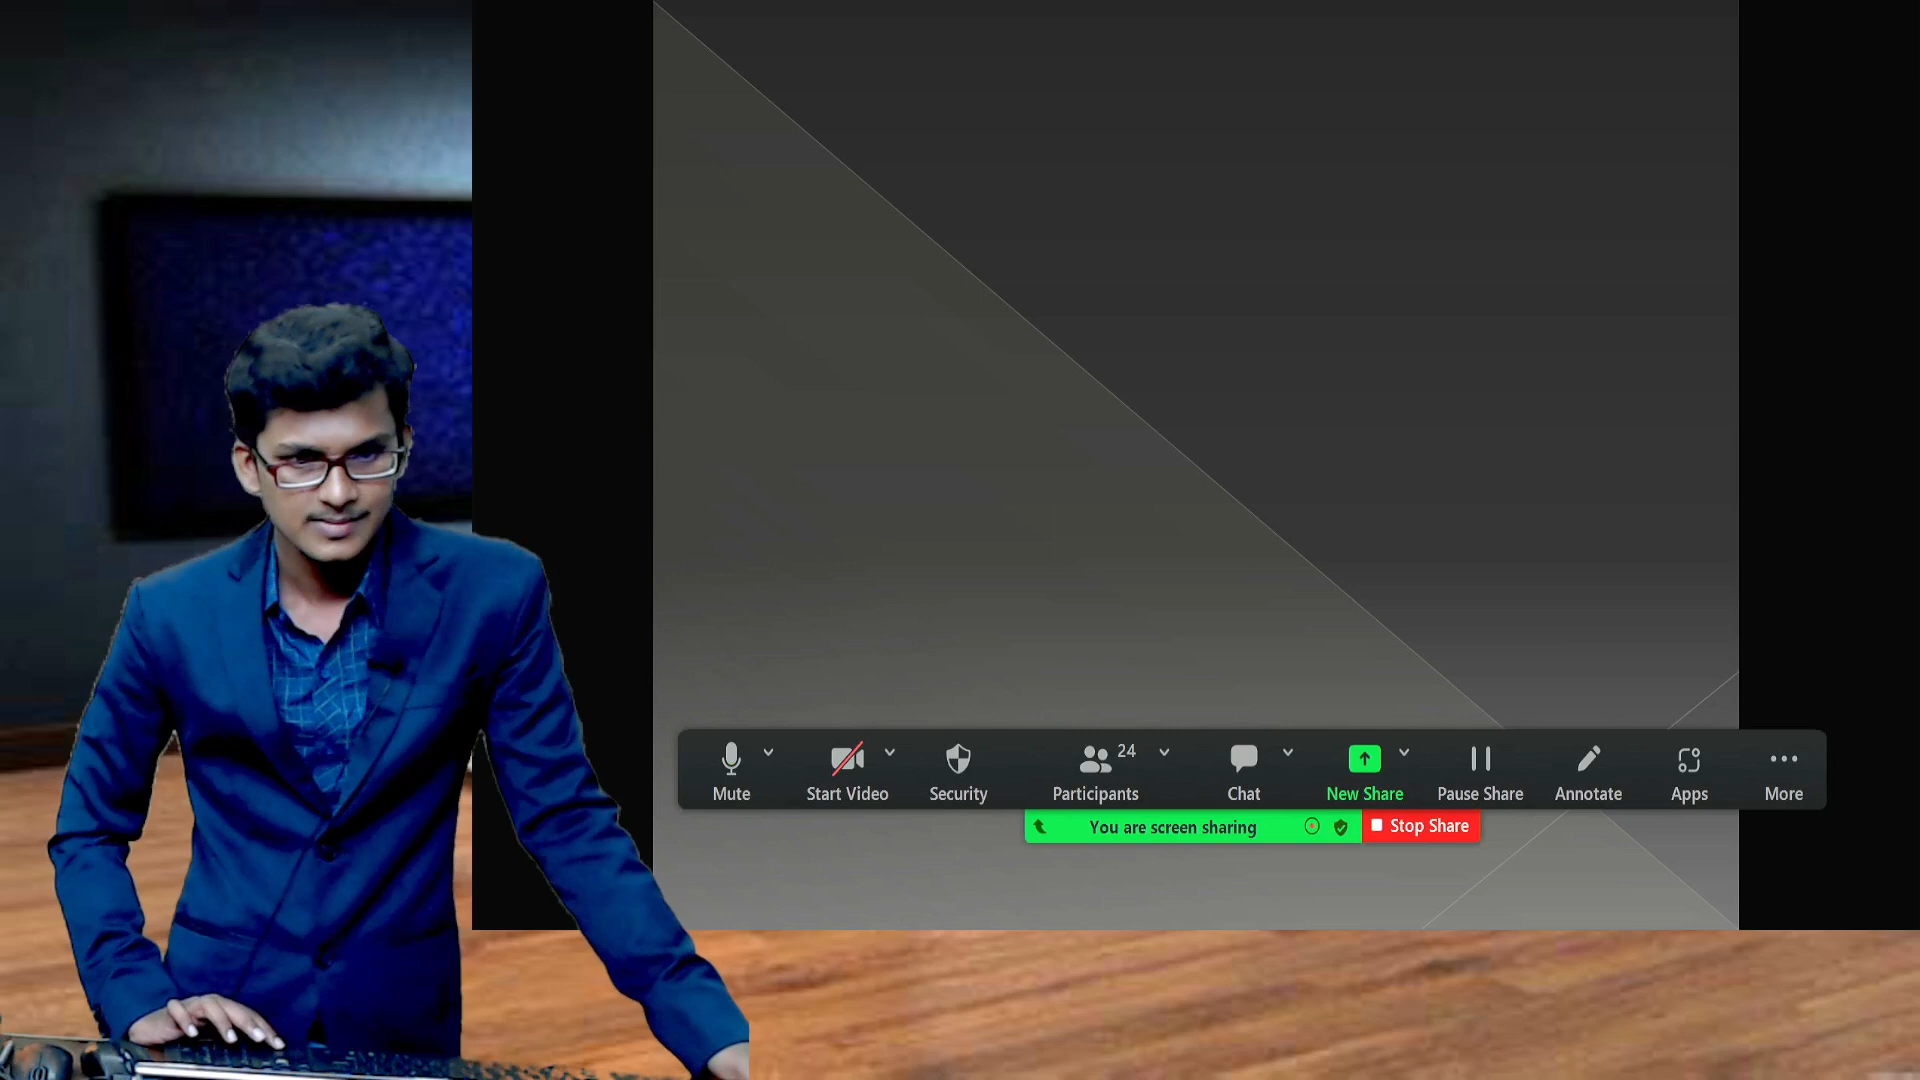 24
Mute
Start Video
Security
Participants
Chat
New Share
Pause Share
Annotate
Apps
More
You are screen sharing
Stop Share